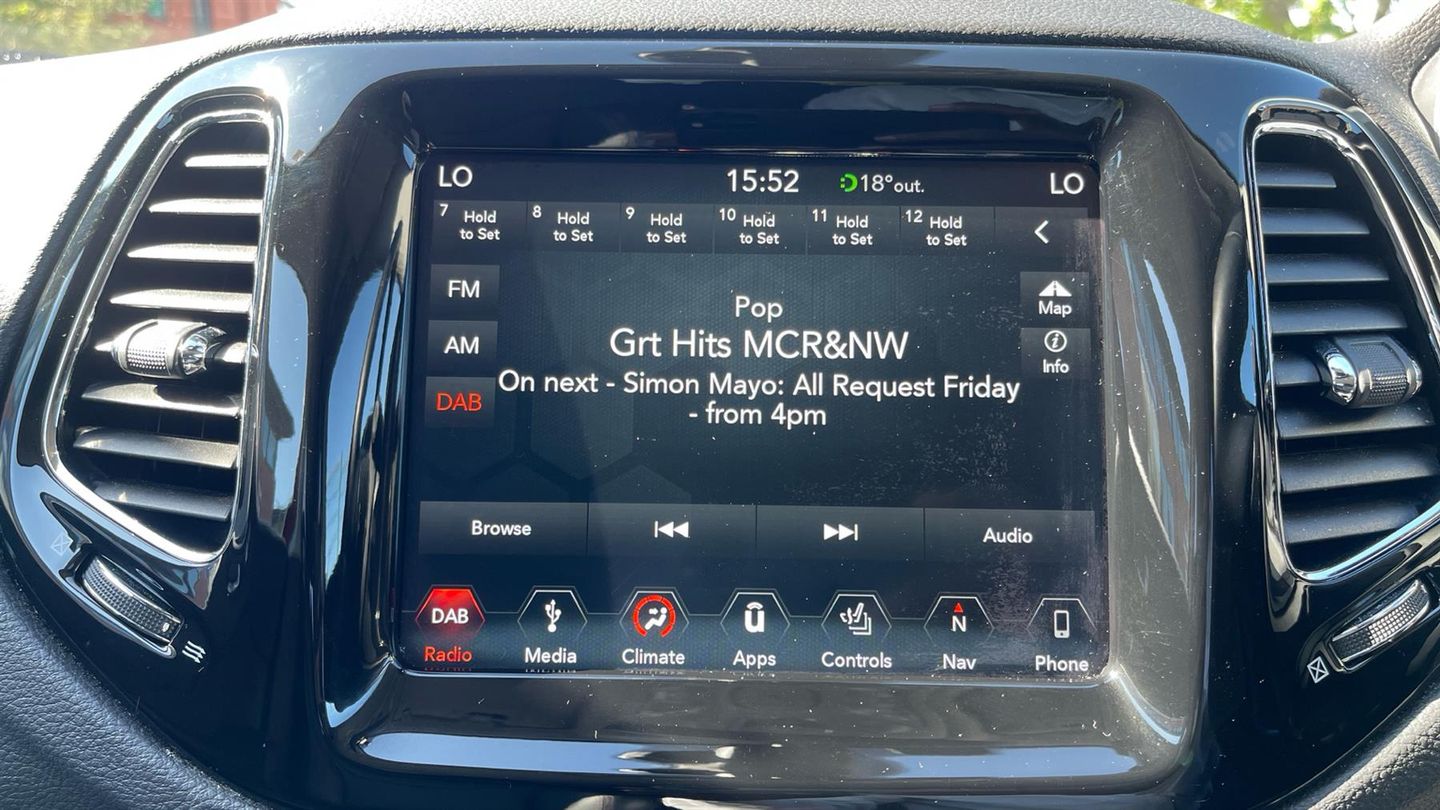 LO 15:52 18°out. LO
7 Hold to Set
8 Hold to Set
9 Hold to Set
10 Hold to Set
11 Hold to Set
12 Hold to Set
FM
AM
DAB
Pop
Grt Hits MCR&NW
On next - Simon Mayo: All Request Friday
- from 4pm
Map
Info
Browse
Audio
DAB
Radio
Media
Climate
Apps
Controls
N
Nav
Phone